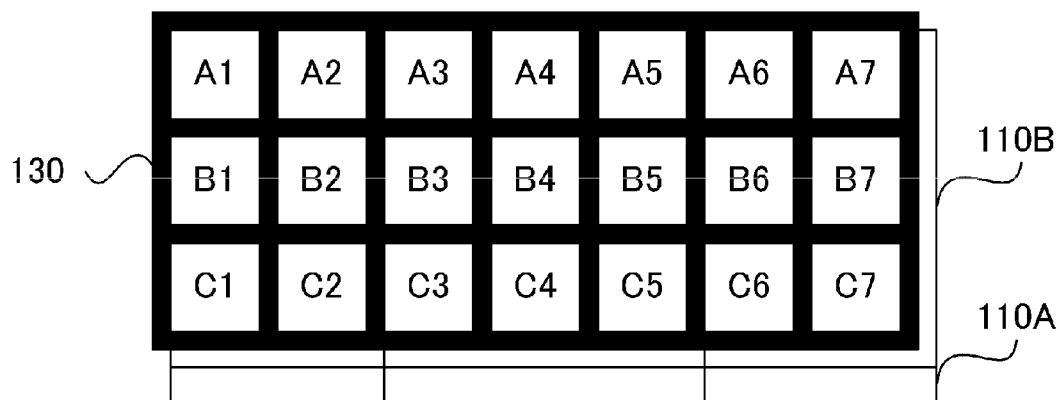 A1 A2 A3 A4 A5 A6 A7
110B
130 B1 B2 B3 B4 B5 B6 B7
C1 C2 C3 C4 C5 C6 C7
110A